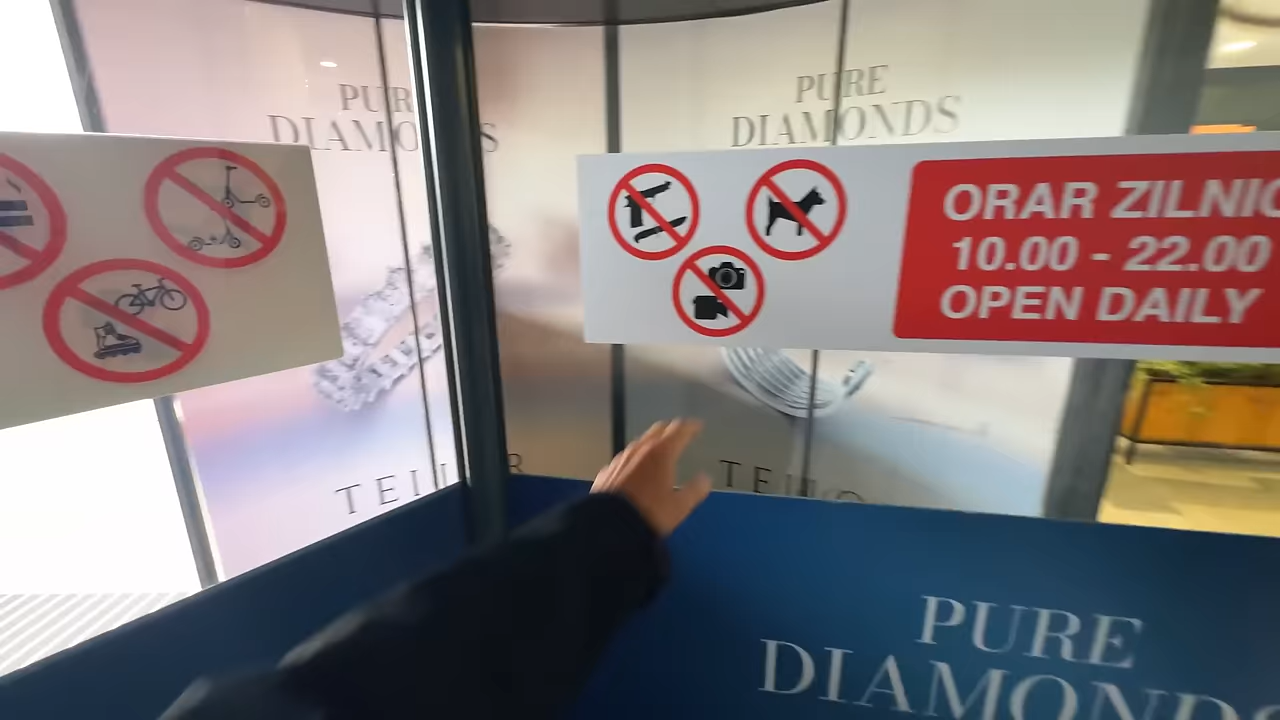 PURE
DIAMONDS
PURE
DIAMONDS
ORAR ZILNIC
10.00 - 22.00
OPEN DAILY
PURE
DIAMONDS